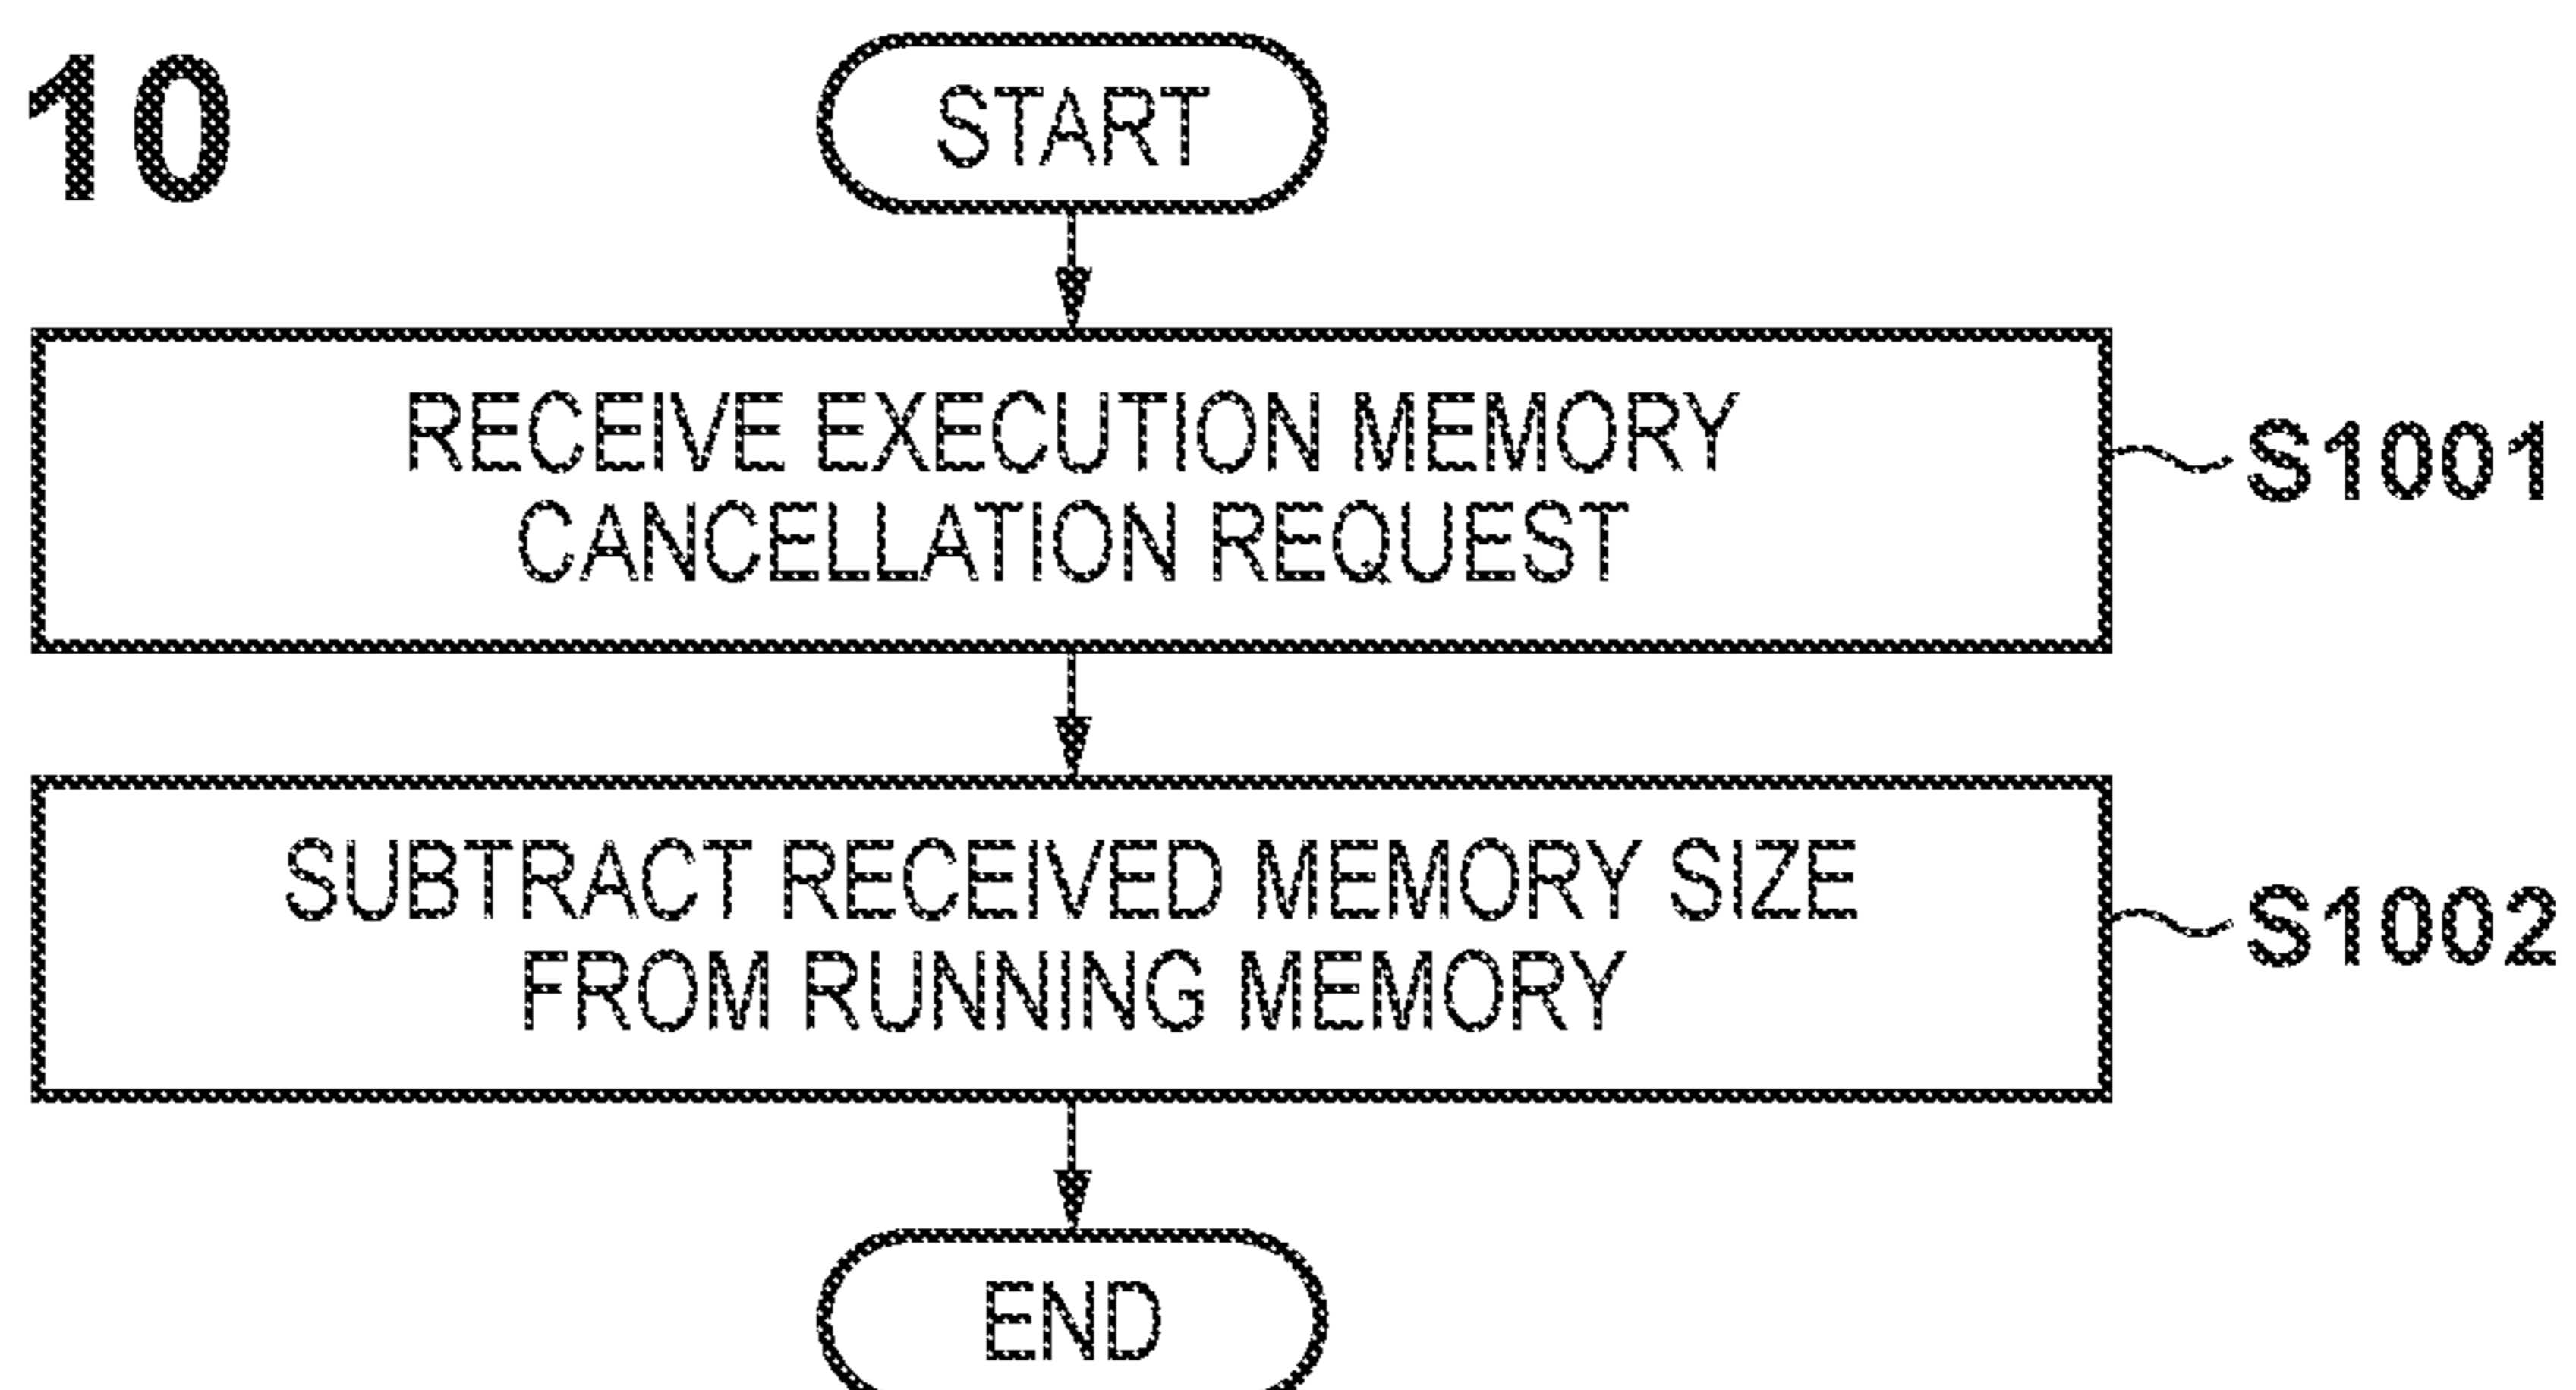 10
START
RECEIVE EXECUTION MEMORY
CANCELLATION REQUEST
S1001
SUBTRACT RECEIVED MEMORY SIZE
FROM RUNNING MEMORY
S1002
END